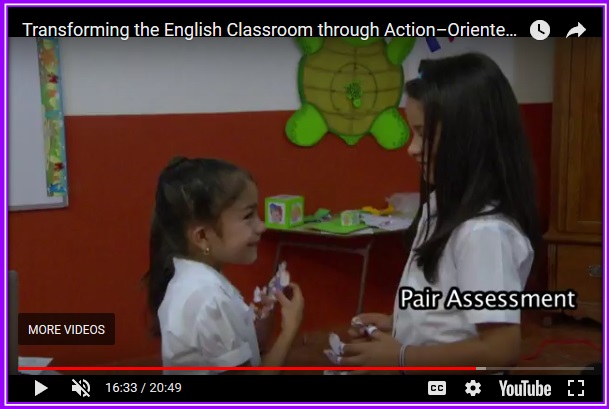 Transforming the English Classroom through Action–Oriente...
Pair Assessment
MORE VIDEOS
16:33 / 20:49
CC
YouTube